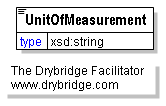 UnitOfMeasurement
type xsd:string
The Drybridge Facilitator
www.drybridge.com